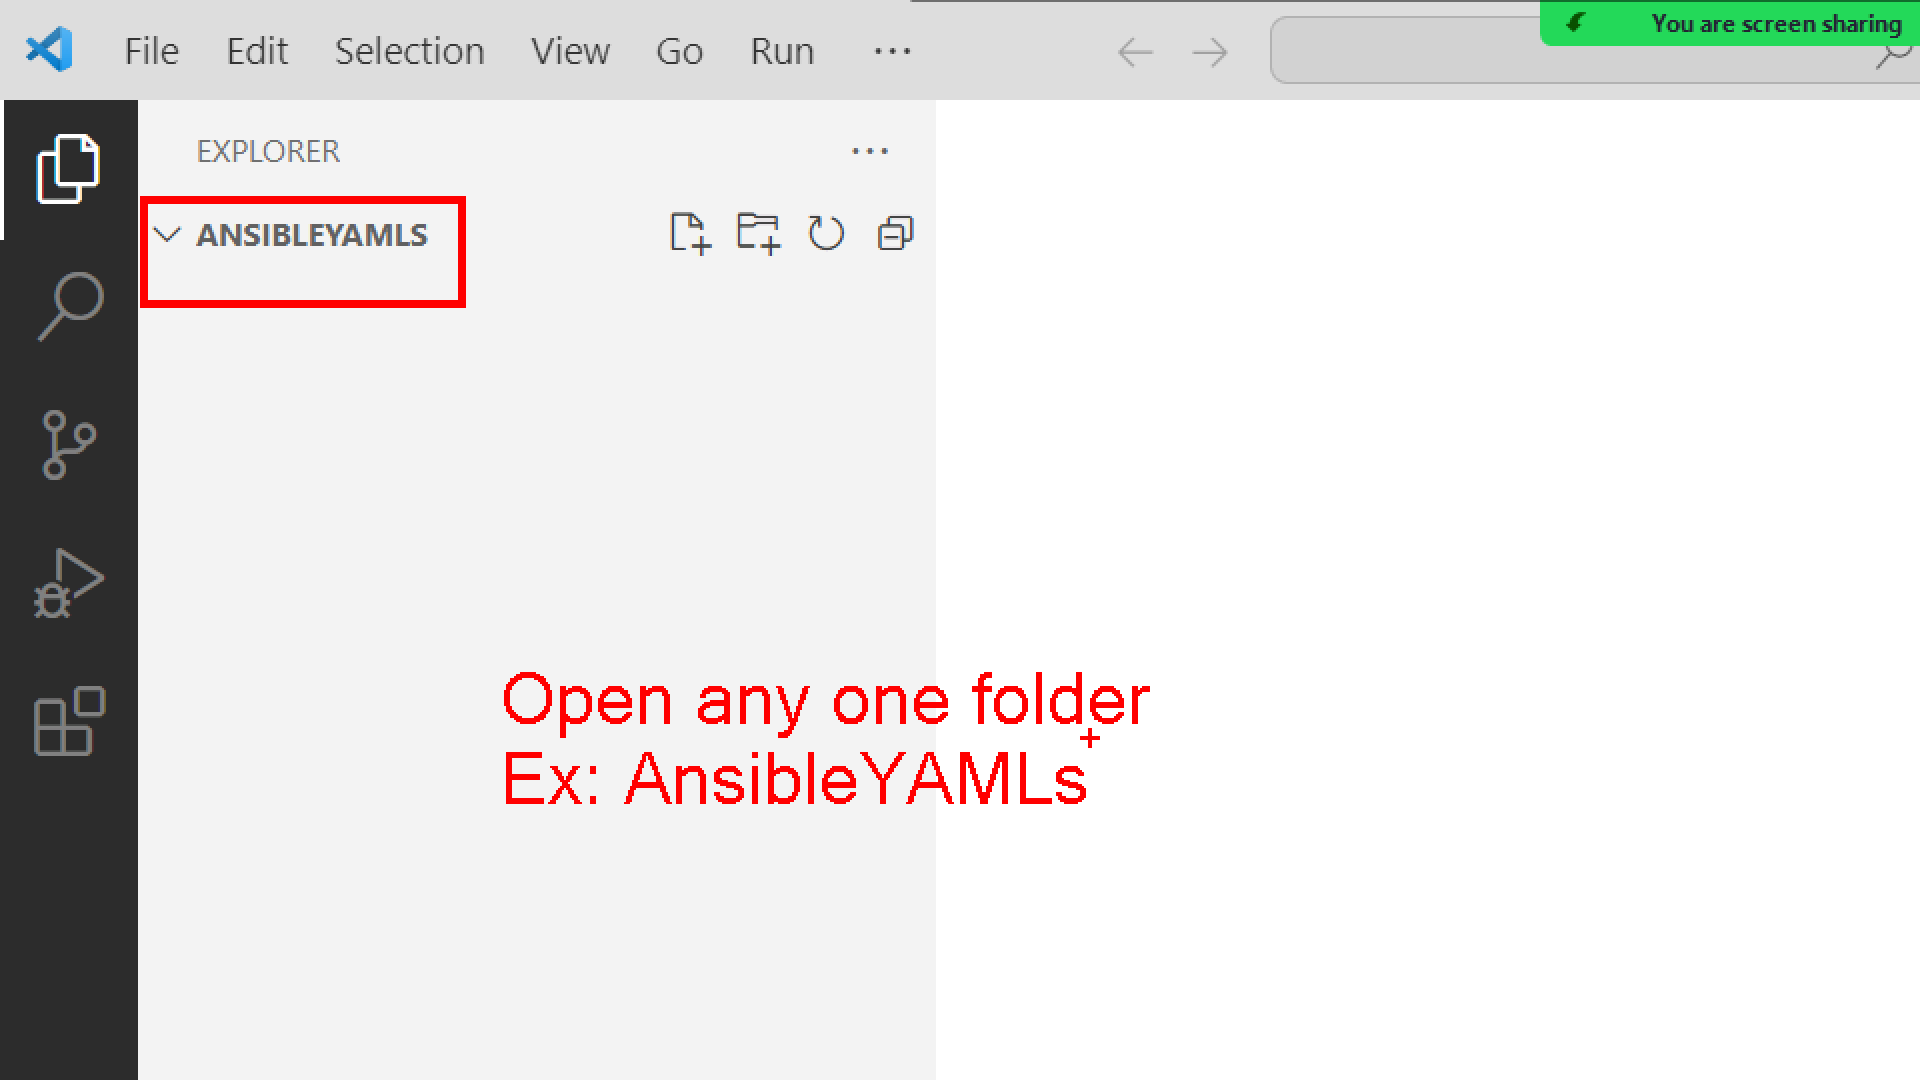 You are screen sharing
File Edit Selection View Go Run ···
EXPLORER ···
ANSIBLEYAMLS
Open any one folder
Ex: AnsibleYAMLs